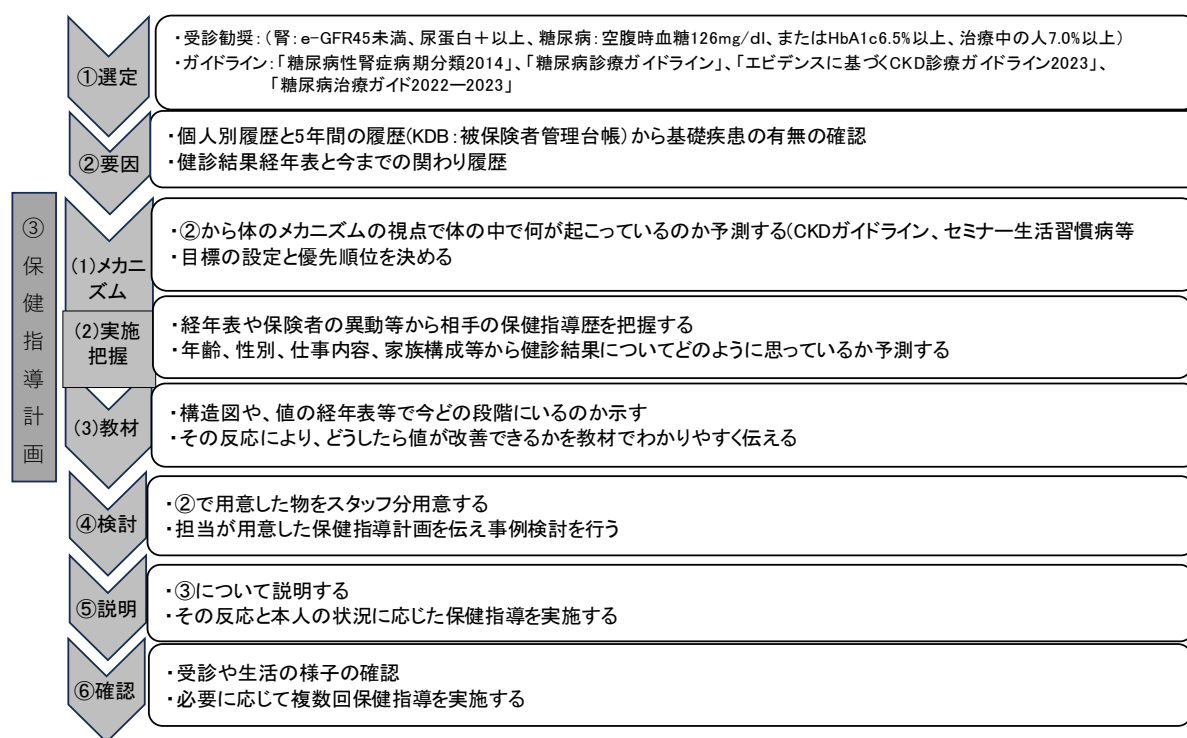 ①選定
・受診勧奨：（腎：e-GFR45未満、尿蛋白＋以上、糖尿病：空腹時血糖126mg/dl、またはHbA1c6.5%以上、治療中の人7.0%以上）
・ガイドライン：「糖尿病性腎症病期分類2014」、「糖尿病診療ガイドライン」、「エビデンスに基づくCKD診療ガイドライン2023」、
「糖尿病治療ガイド2022ー2023」
②要因
・個人別履歴と5年間の履歴(KDB：被保険者管理台帳)から基礎疾患の有無の確認
・健診結果経年表と今までの関わり履歴
③保健指導計画
(1)メカニ
ズム
・②から体のメカニズムの視点で体の中で何が起こっているのか予測する(CKDガイドライン、セミナー生活習慣病等
・目標の設定と優先順位を決める
(2)実施
把握
・経年表や保険者の異動等から相手の保健指導歴を把握する
・年齢、性別、仕事内容、家族構成等から健診結果についてどのように思っているか予測する
(3)教材
・構造図や、値の経年表等で今どの段階にいるのか示す
・その反応により、どうしたら値が改善できるかを教材でわかりやすく伝える
④検討
・②で用意した物をスタッフ分用意する
・担当が用意した保健指導計画を伝え事例検討を行う
⑤説明
・③について説明する
・その反応と本人の状況に応じた保健指導を実施する
⑥確認
・受診や生活の様子の確認
・必要に応じて複数回保健指導を実施する